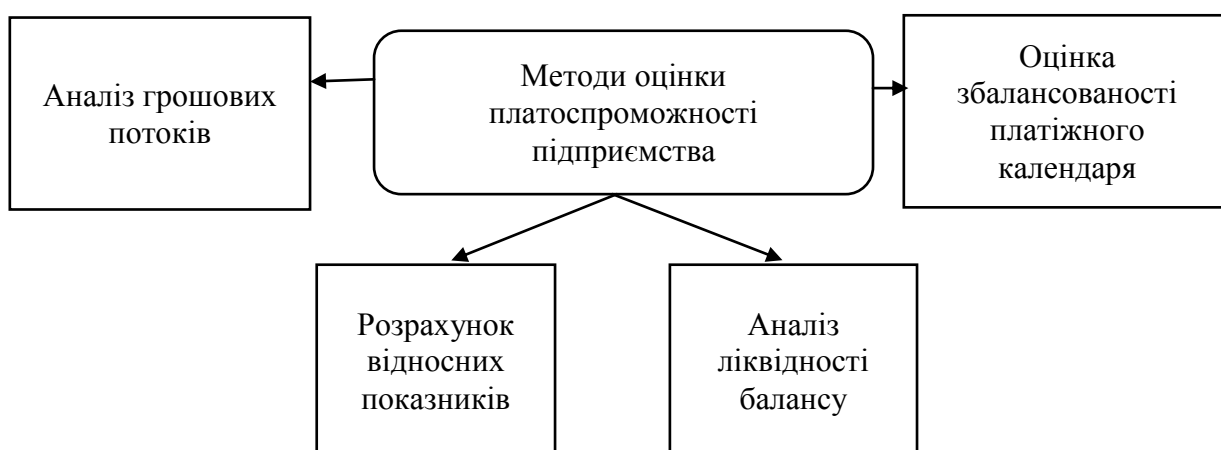 Аналіз грошових
потоків
Методи оцінки
платоспроможності
підприємства
Оцінка
збалансованості
платіжного
календаря
Розрахунок
відносних
показників
Аналіз
ліквідності
балансу